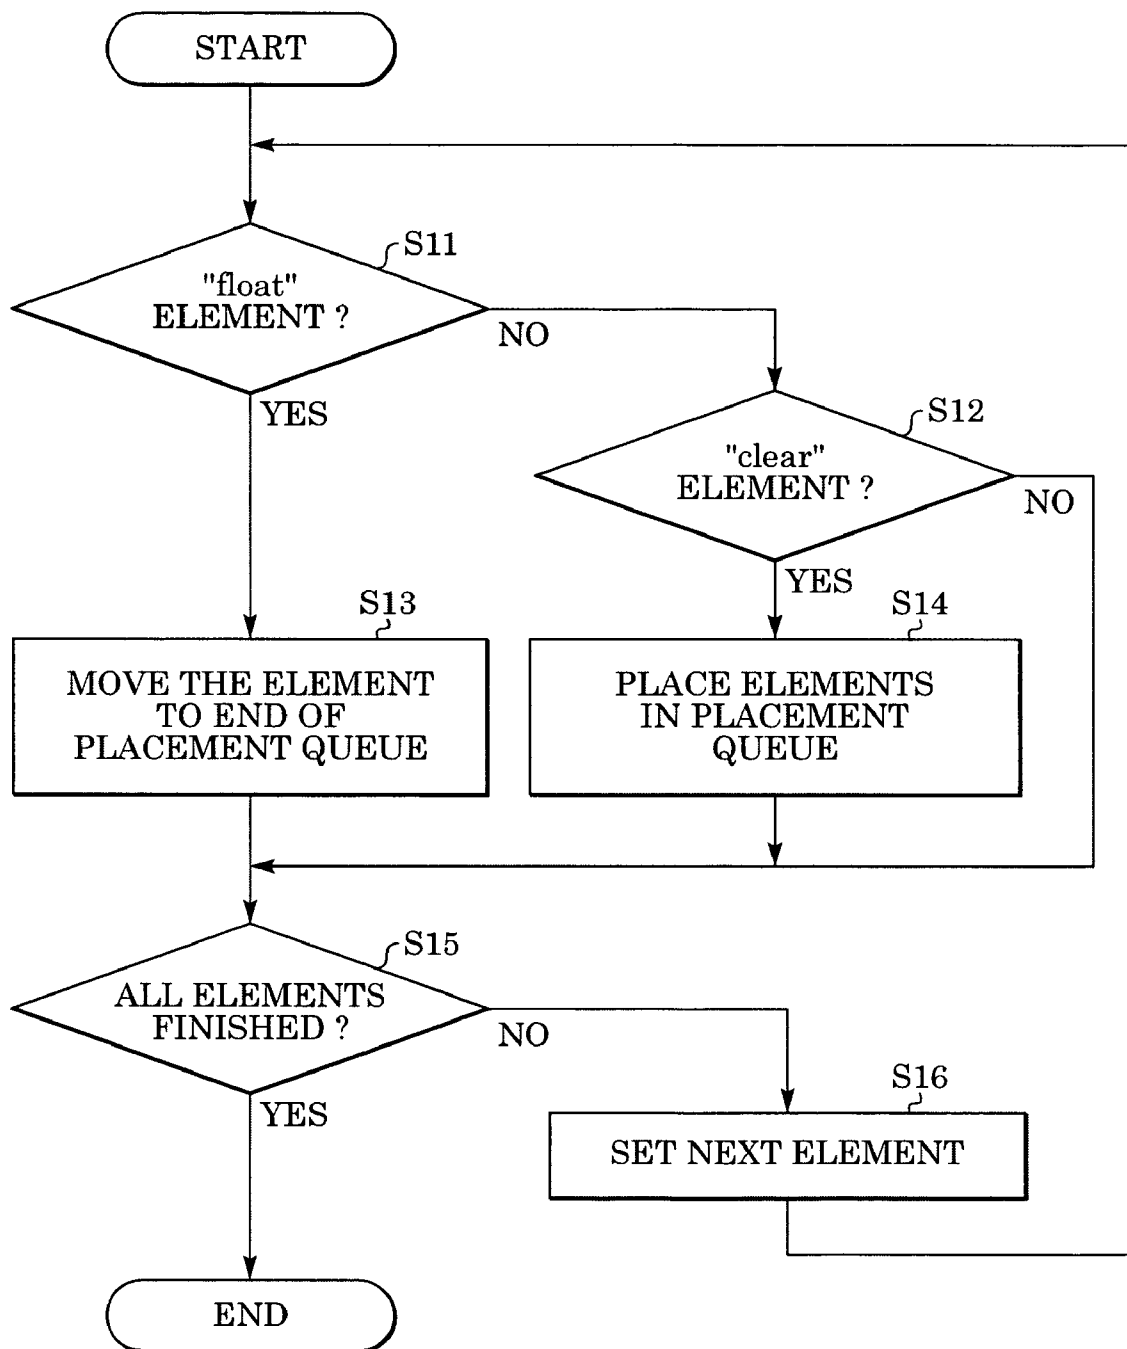 START
S11
"float"
ELEMENT ?
NO
YES
S12
"clear"
ELEMENT ?
NO
YES
S13
MOVE THE ELEMENT
TO END OF
PLACEMENT QUEUE
S14
PLACE ELEMENTS
IN PLACEMENT
QUEUE
S15
ALL ELEMENTS
FINISHED ?
NO
YES
S16
SET NEXT ELEMENT
END